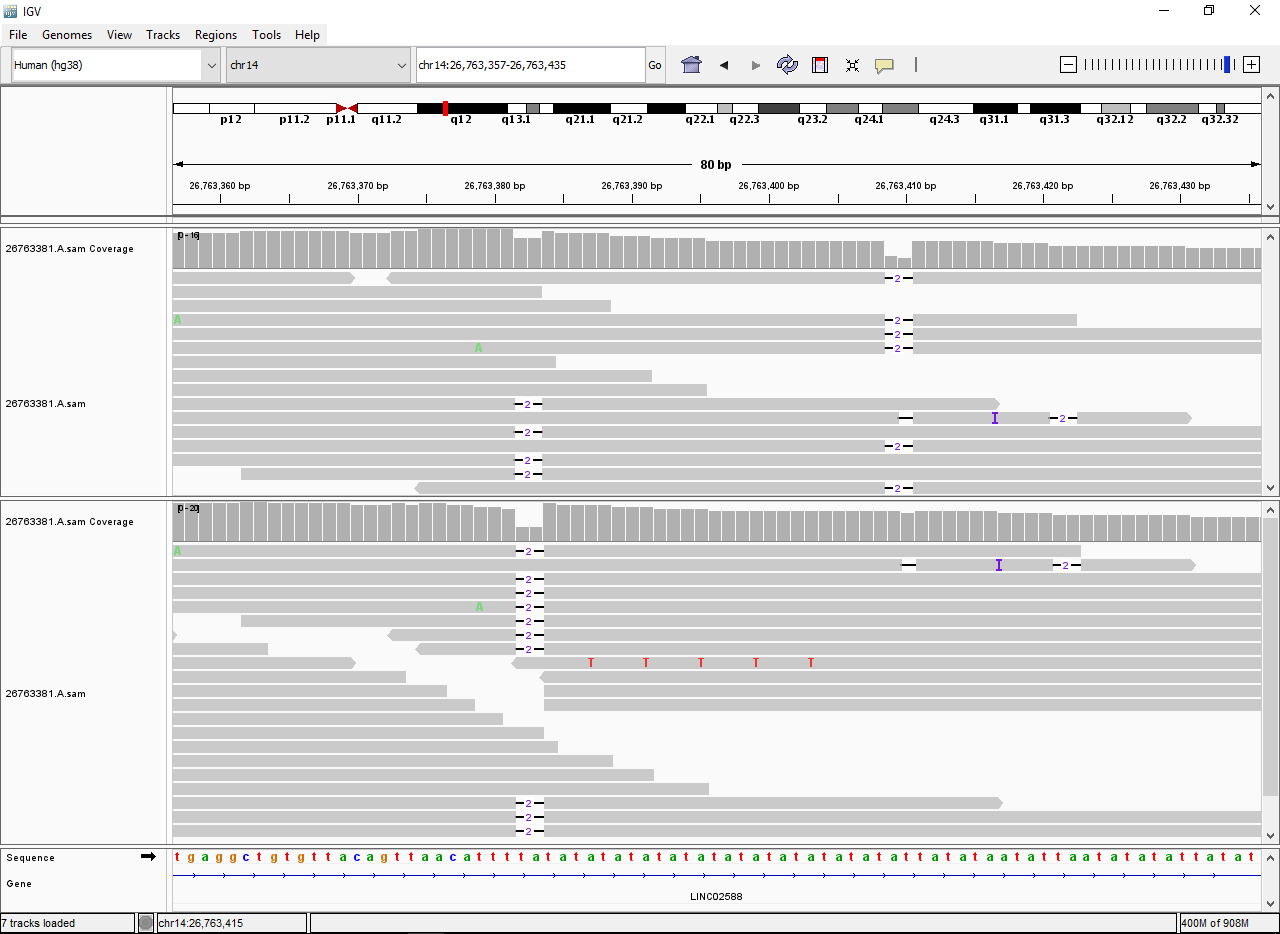 IGV
File Genomes View Tracks Regions Tools Help
Human (hg38) chr14 chr14:26,763,357-26,763,435 Go
p12 p11.2 p11.1 q11.2 q12 q13.1 q21.1 q21.2 q22.1 q22.3 q23.2 q24.1 q24.3 q31.1 q31.3 q32.12 q32.2 q32.32
80 bp
26,763,360 bp 26,763,370 bp 26,763,380 bp 26,763,390 bp 26,763,400 bp 26,763,410 bp 26,763,420 bp 26,763,430 bp
[0 - 16]
26763381.A.sam Coverage
2
A 2
2
A 2
26763381.A.sam 2
I 2
2
2
2
2
2
[0 - 20]
26763381.A.sam Coverage
A 2
I 2
2
2
A 2
2
2
2
T T T T T
26763381.A.sam
2
2
2
Sequence t g a g g c t g t g t t a c a g t t a a c a t t t t a t a t a t a t a t a t a t a t a t a t a t a t a t a t t a t a t a a t a t t a a t a t a t a t t a t a t
Gene
LINC02588
7 tracks loaded chr14:26,763,415 400M of 908M